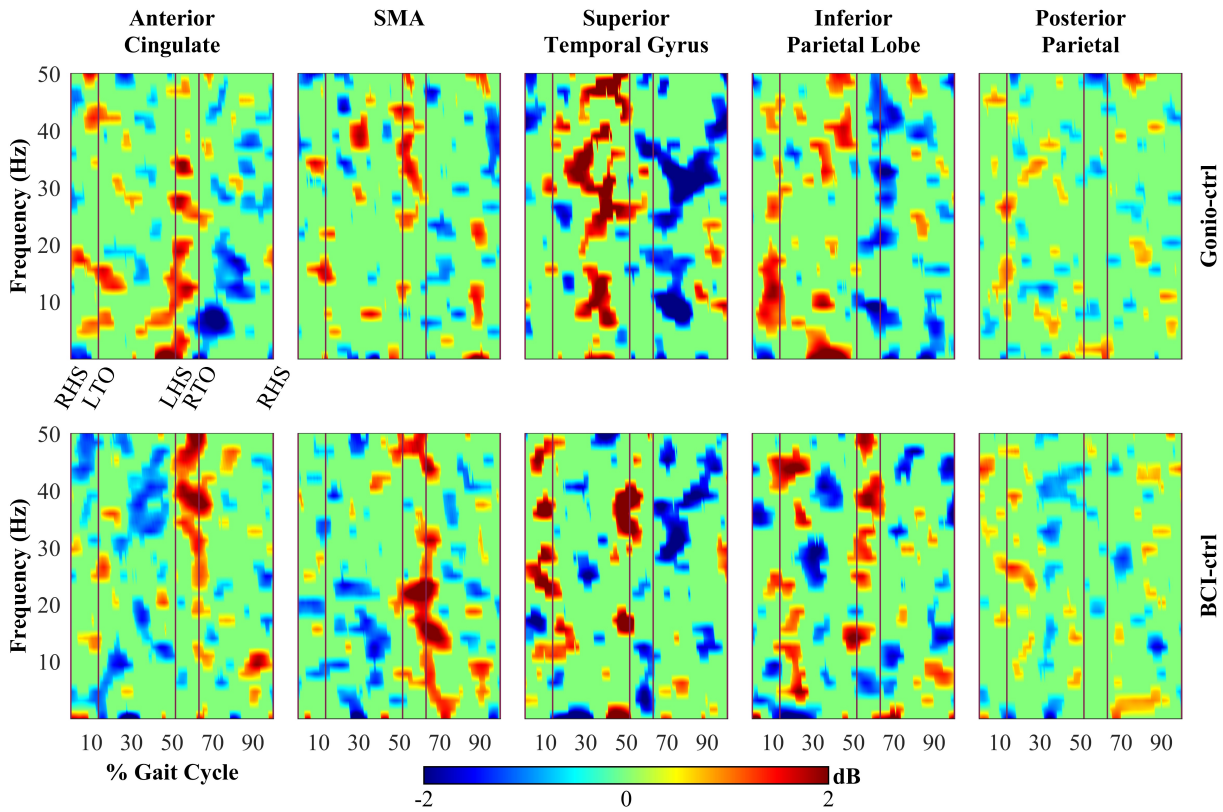 Anterior
Cingulate
SMA
Superior
Temporal Gyrus
Inferior
Parietal Lobe
Posterior
Parietal
Frequency (Hz)
50
40
30
20
10
Gonio-ctrl
RHS
LTO
LHS
RTO
RHS
Frequency (Hz)
50
40
30
20
10
BCI-ctrl
10 30 50 70 90
10 30 50 70 90
10 30 50 70 90
10 30 50 70 90
10 30 50 70 90
% Gait Cycle
dB
-2 0 2